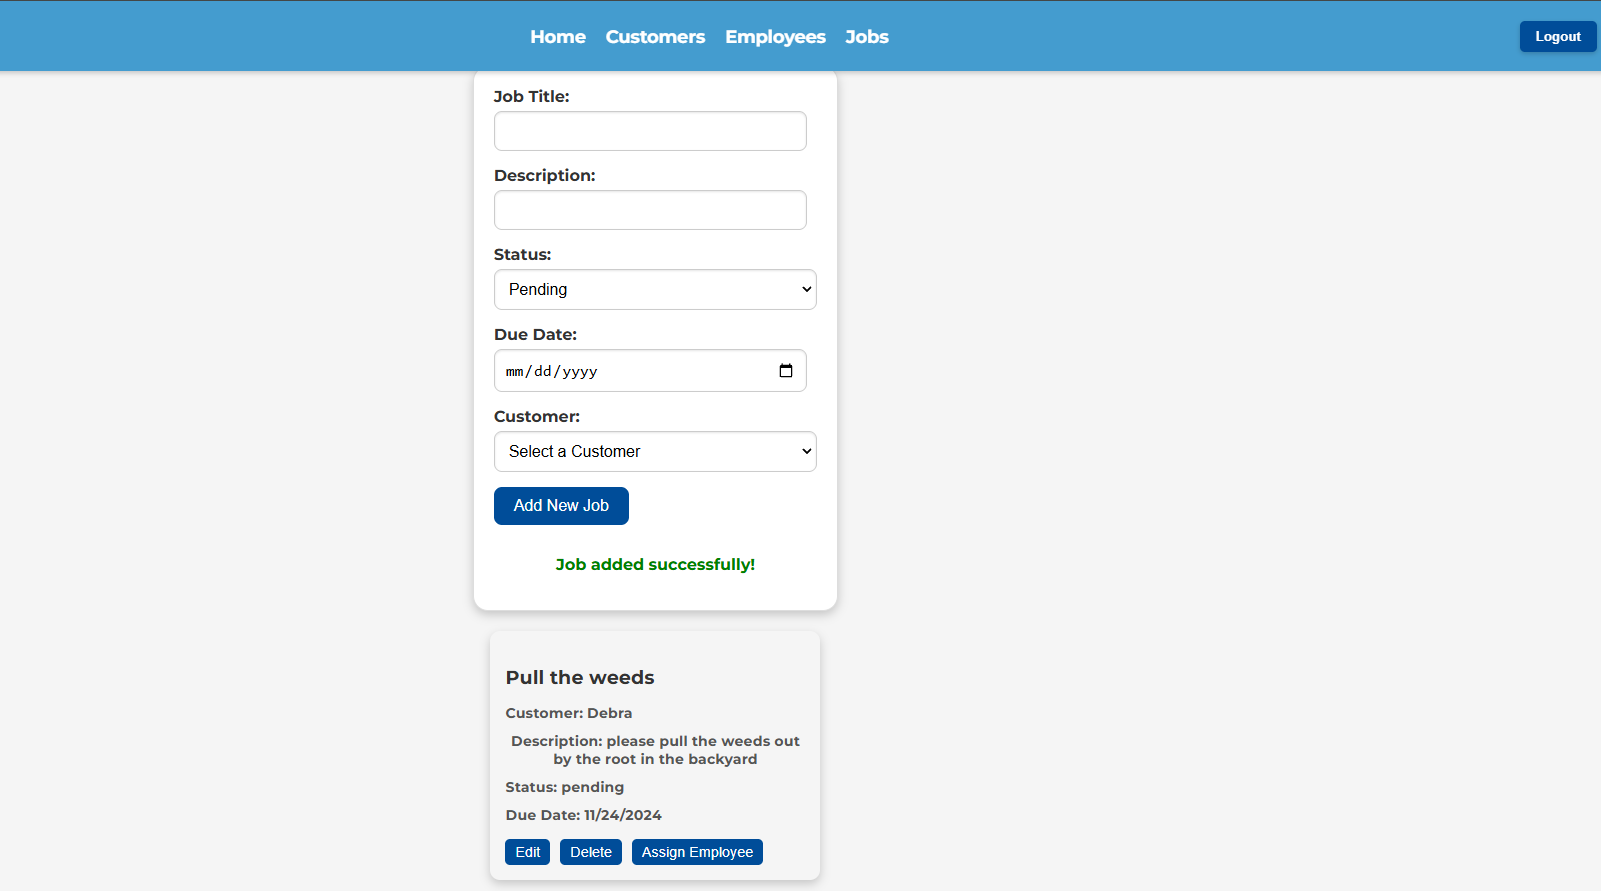 Home Customers Employees Jobs Logout
Job Title:
Description:
Status:
Pending
Due Date:
mm/dd/yyyy
Customer:
Select a Customer
Add New Job
Job added successfully!
Pull the weeds
Customer: Debra
Description: please pull the weeds out
by the root in the backyard
Status: pending
Due Date: 11/24/2024
Edit Delete Assign Employee